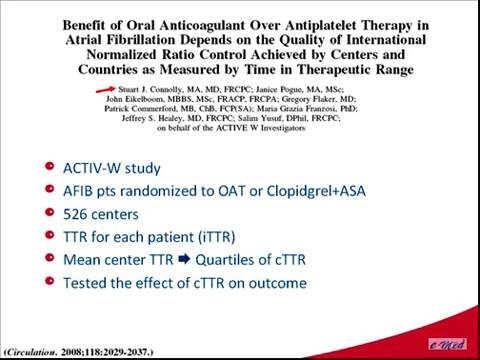 Benefit of Oral Anticoagulant Over Antiplatelet Therapy in
Atrial Fibrillation Depends on the Quality of International
Normalized Ratio Control Achieved by Centers and
Countries as Measured by Time in Therapeutic Range
Stuart J. Connolly, MA, MD, FRCPC; Janice Pogue, MA, MSc;
John Eikelboom, MBBS, MSc, FRACP, FRCPA; Gregory Flaker, MD;
Patrick Commerford, MB, ChB, FCP(SA); Maria Grazia Franzosi, PhD;
Jeffrey S. Healey, MD, FRCPC; Salim Yusuf, DPhil, FRCPC;
on behalf of the ACTIVE W Investigators
ACTIV-W study
AFIB pts randomized to OAT or Clopidgrel+ASA
526 centers
TTR for each patient (iTTR)
Mean center TTR ➡ Quartiles of cTTR
Tested the effect of cTTR on outcome
(Circulation. 2008;118:2029-2037.)
e Med